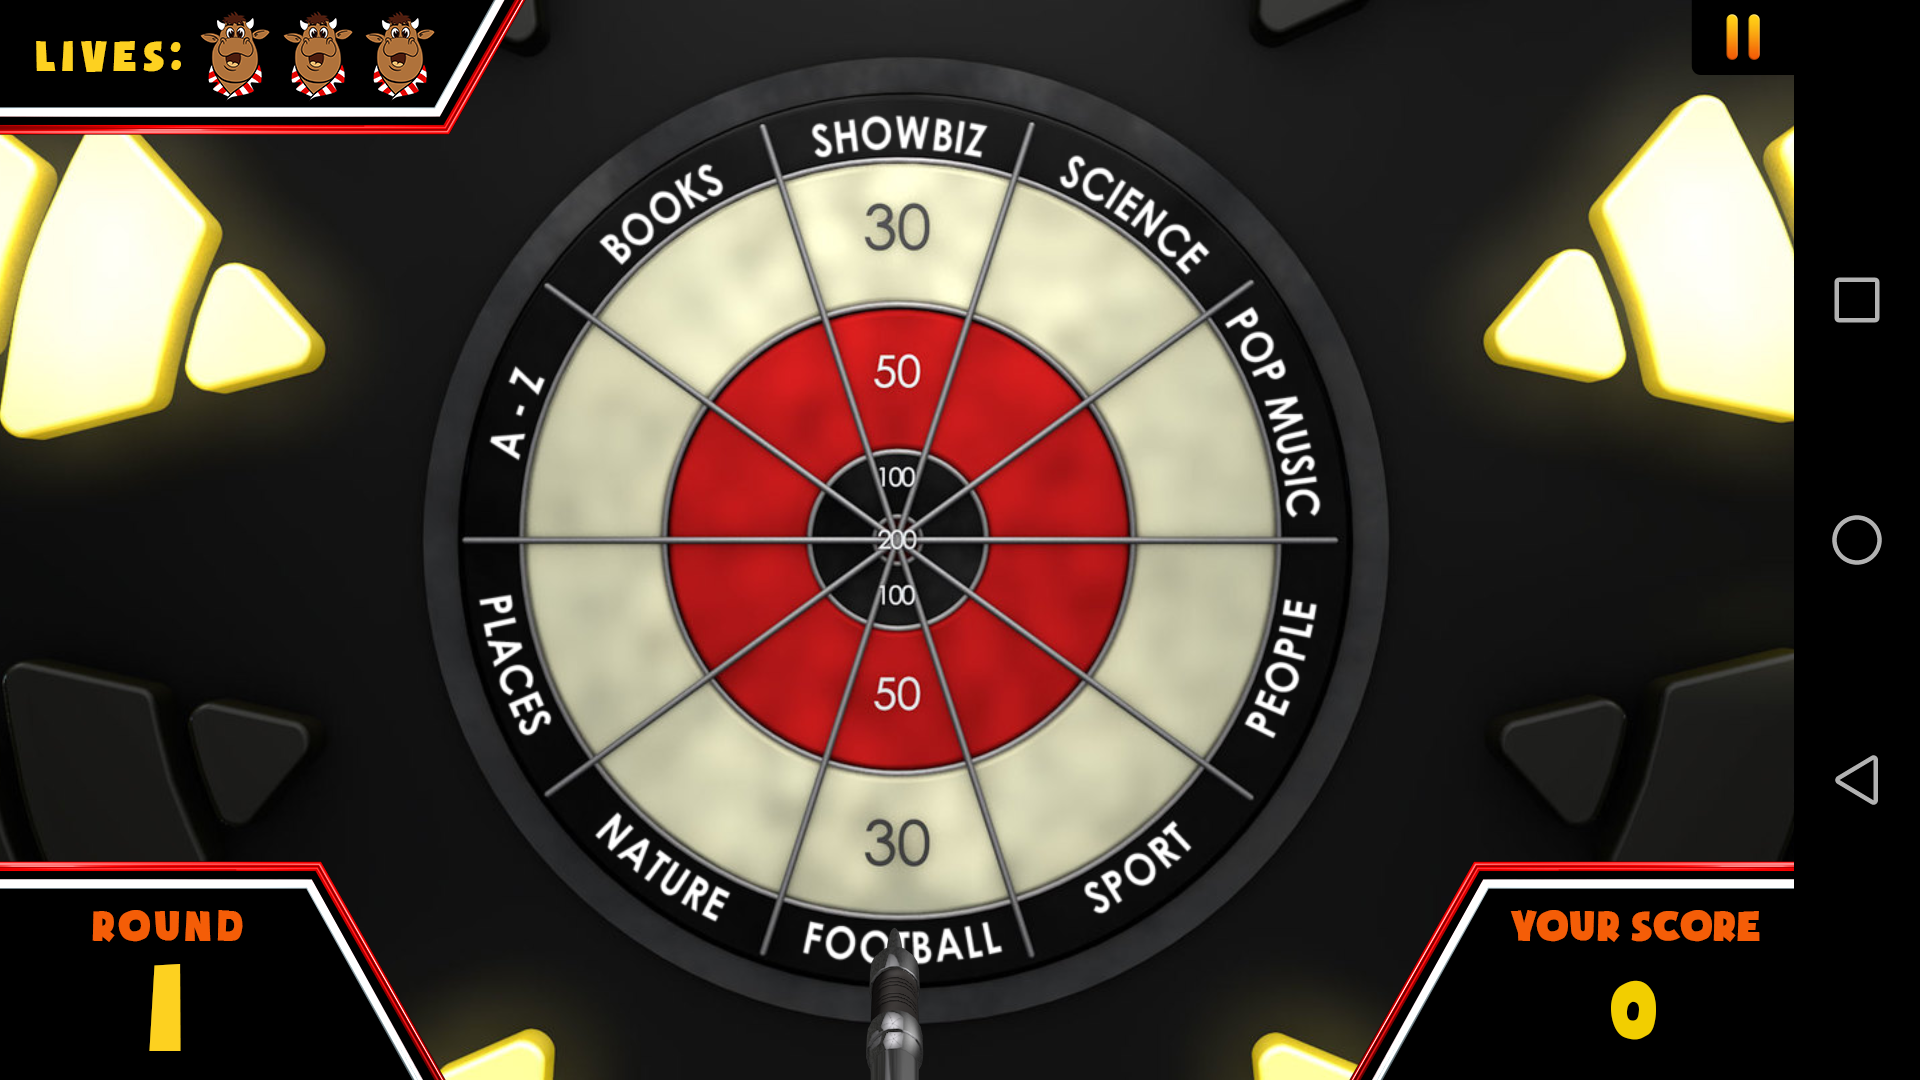 LIVES:
SHOWBIZ
BOOKS
SCIENCE
30
A - Z
POP MUSIC
50
100
200
100
PLACES
PEOPLE
50
30
NATURE
SPORT
FOOTBALL
ROUND
1
YOUR SCORE
0